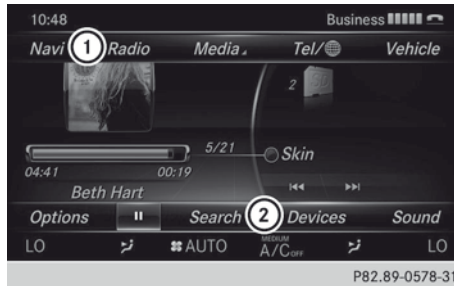 10:48 Business
Navi 1 Radio Media Tel/ Vehicle
2
5/21 Skin
04:41 00:19
Beth Hart
Options Search 2 Devices Sound
LO AUTO MEDIUM A/C OFF LO
P82.89-0578-31